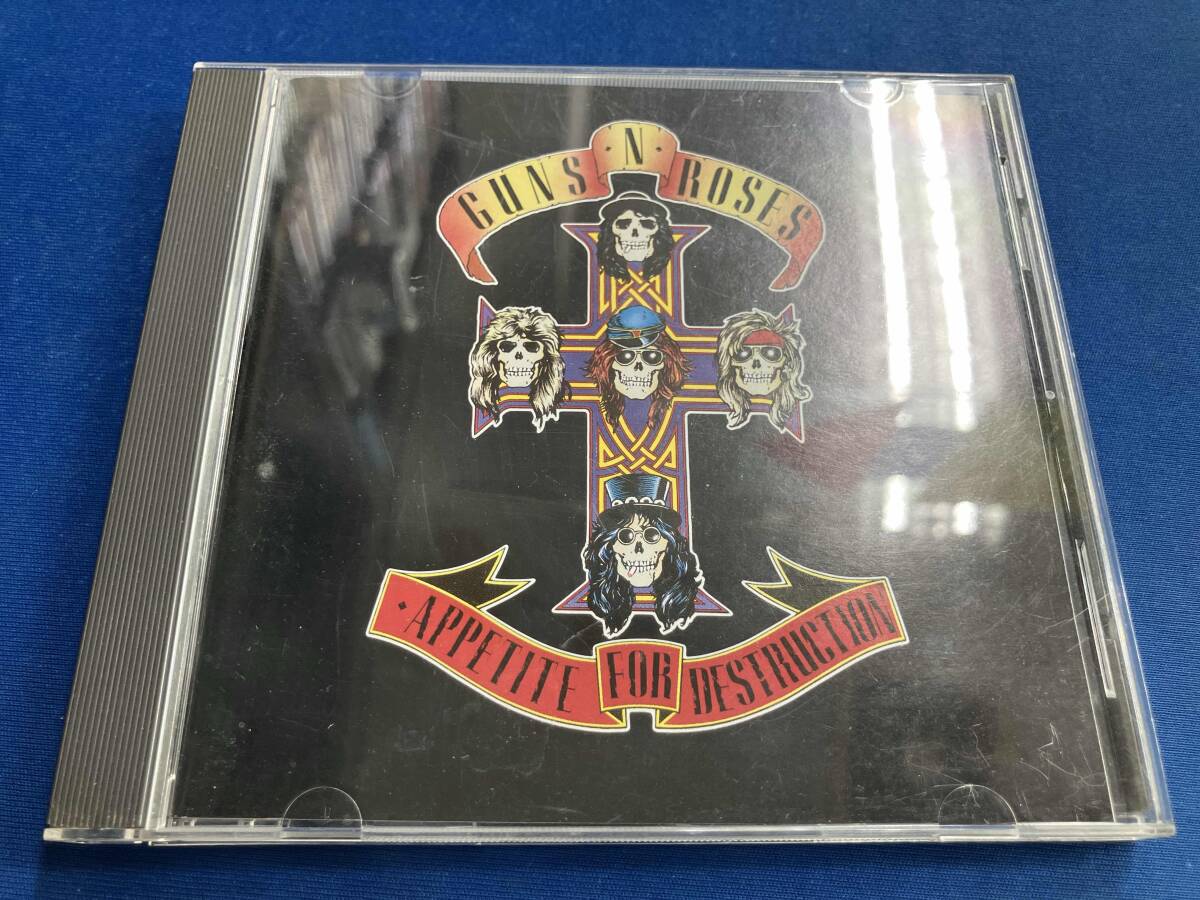 GUNS ·N· ROSES
·APPETITE FOR DESTRUCTION